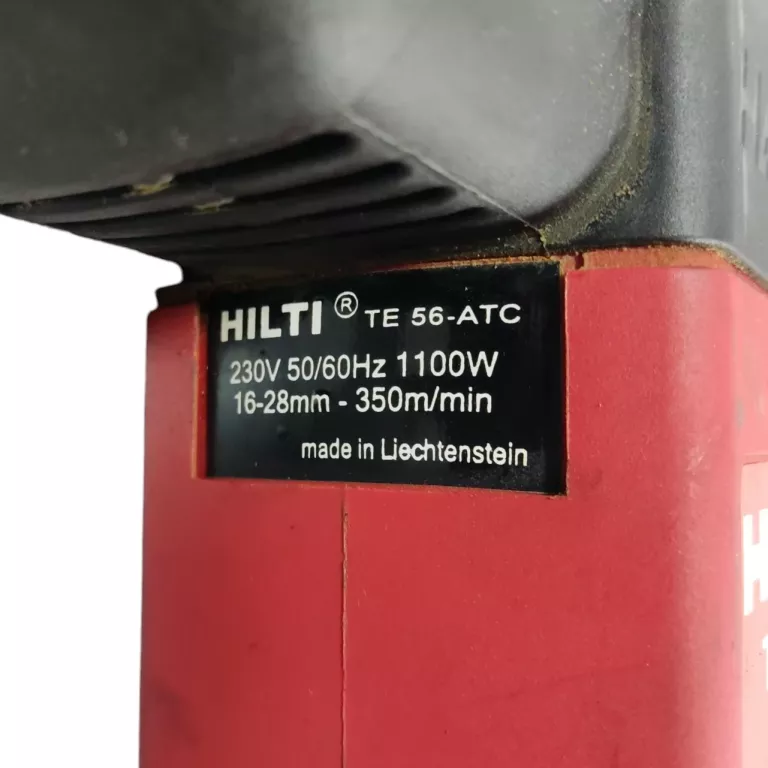 HILTI ® TE 56-ATC
230V 50/60Hz 1100W
16-28mm - 350m/min
made in Liechtenstein